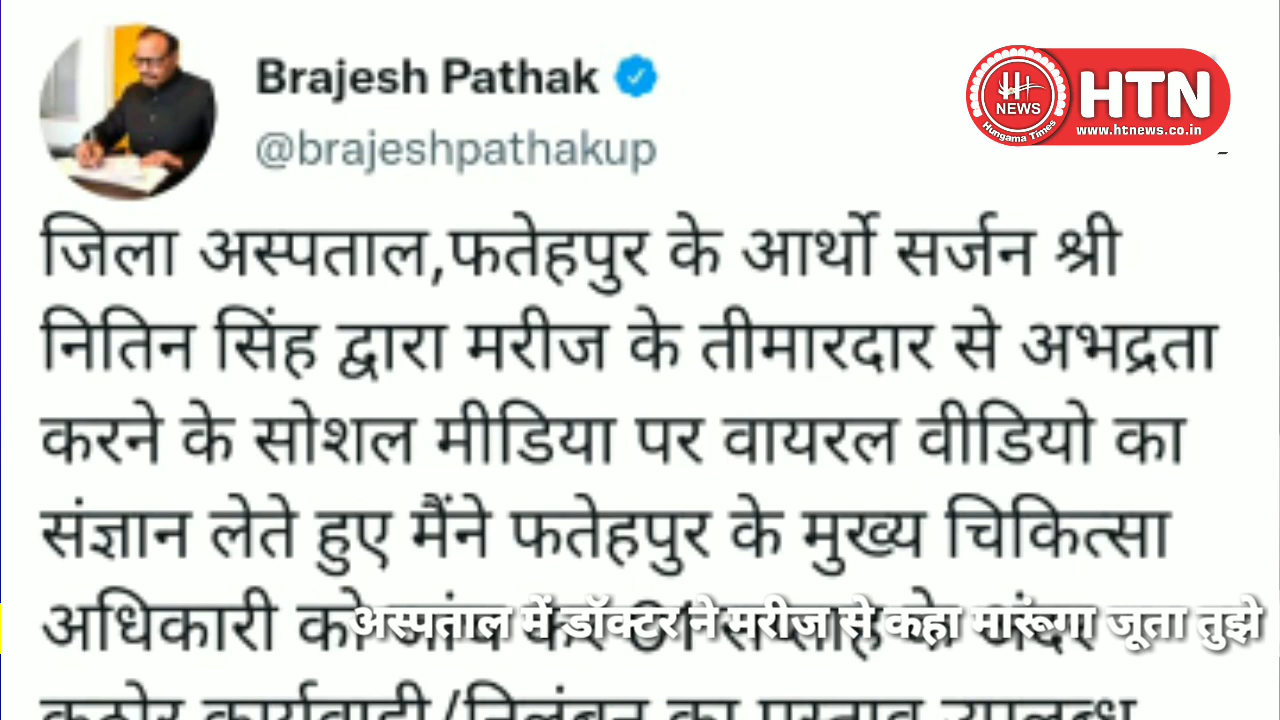 Brajesh Pathak
@brajeshpathakup
HTN
NEWS
Hungama Times
www.htnews.co.in
जिला अस्पताल,फतेहपुर के आर्थो सर्जन श्री
नितिन सिंह द्वारा मरीज के तीमारदार से अभद्रता
करने के सोशल मीडिया पर वायरल वीडियो का
संज्ञान लेते हुए मैंने फतेहपुर के मुख्य चिकित्सा
अधिकारी को
अस्पताल में डॉक्टर ने मरीज से कहा मारूंगा जूता तुझे